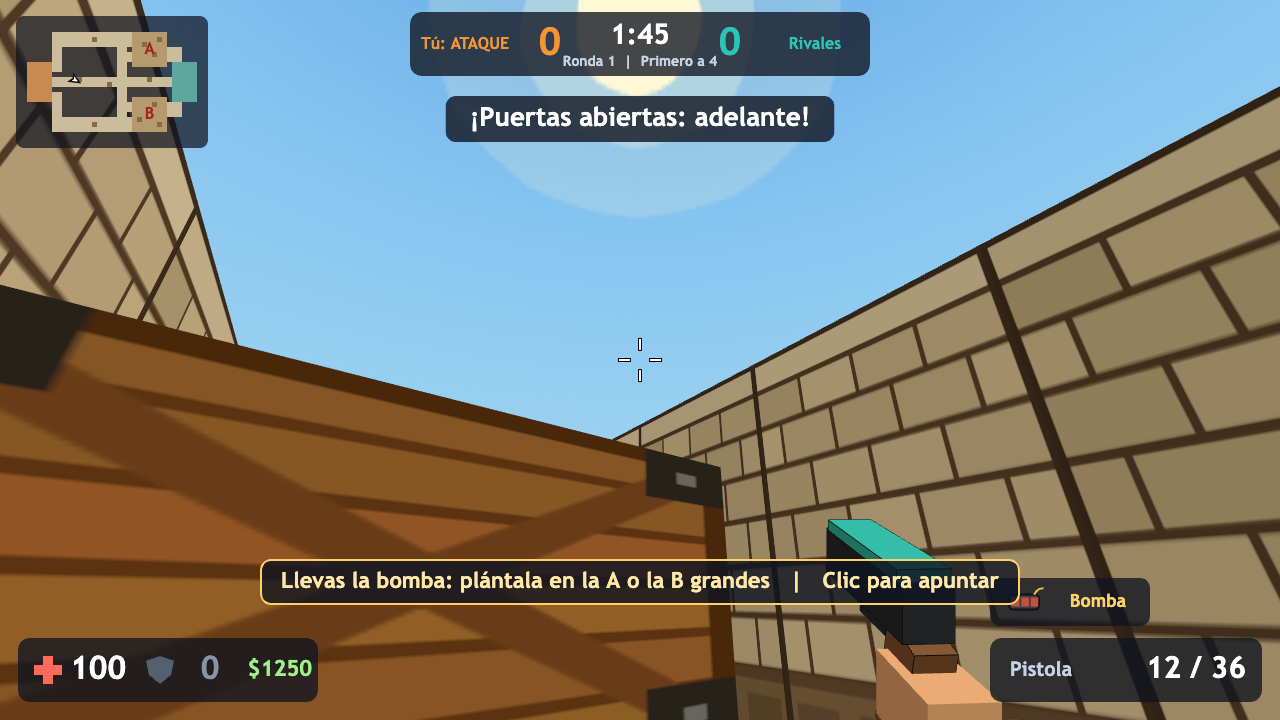 A
B
Tú: ATAQUE
0
1:45
0
Rivales
Ronda 1 | Primero a 4
¡Puertas abiertas: adelante!
Llevas la bomba: plántala en la A o la B grandes | Clic para apuntar
Bomba
100
0
$1250
Pistola
12 / 36